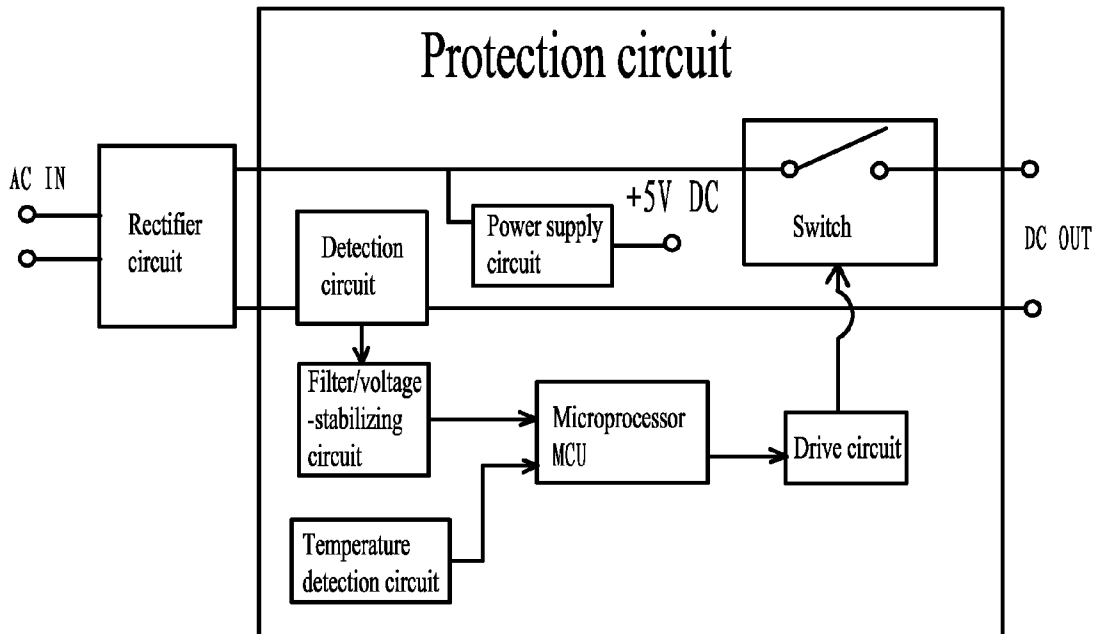 Protection circuit
AC IN
Rectifier
circuit
Detection
circuit
Power supply
circuit
+5V DC
Switch
DC OUT
Filter/voltage
-stabilizing
circuit
Microprocessor
MCU
Drive circuit
Temperature
detection circuit